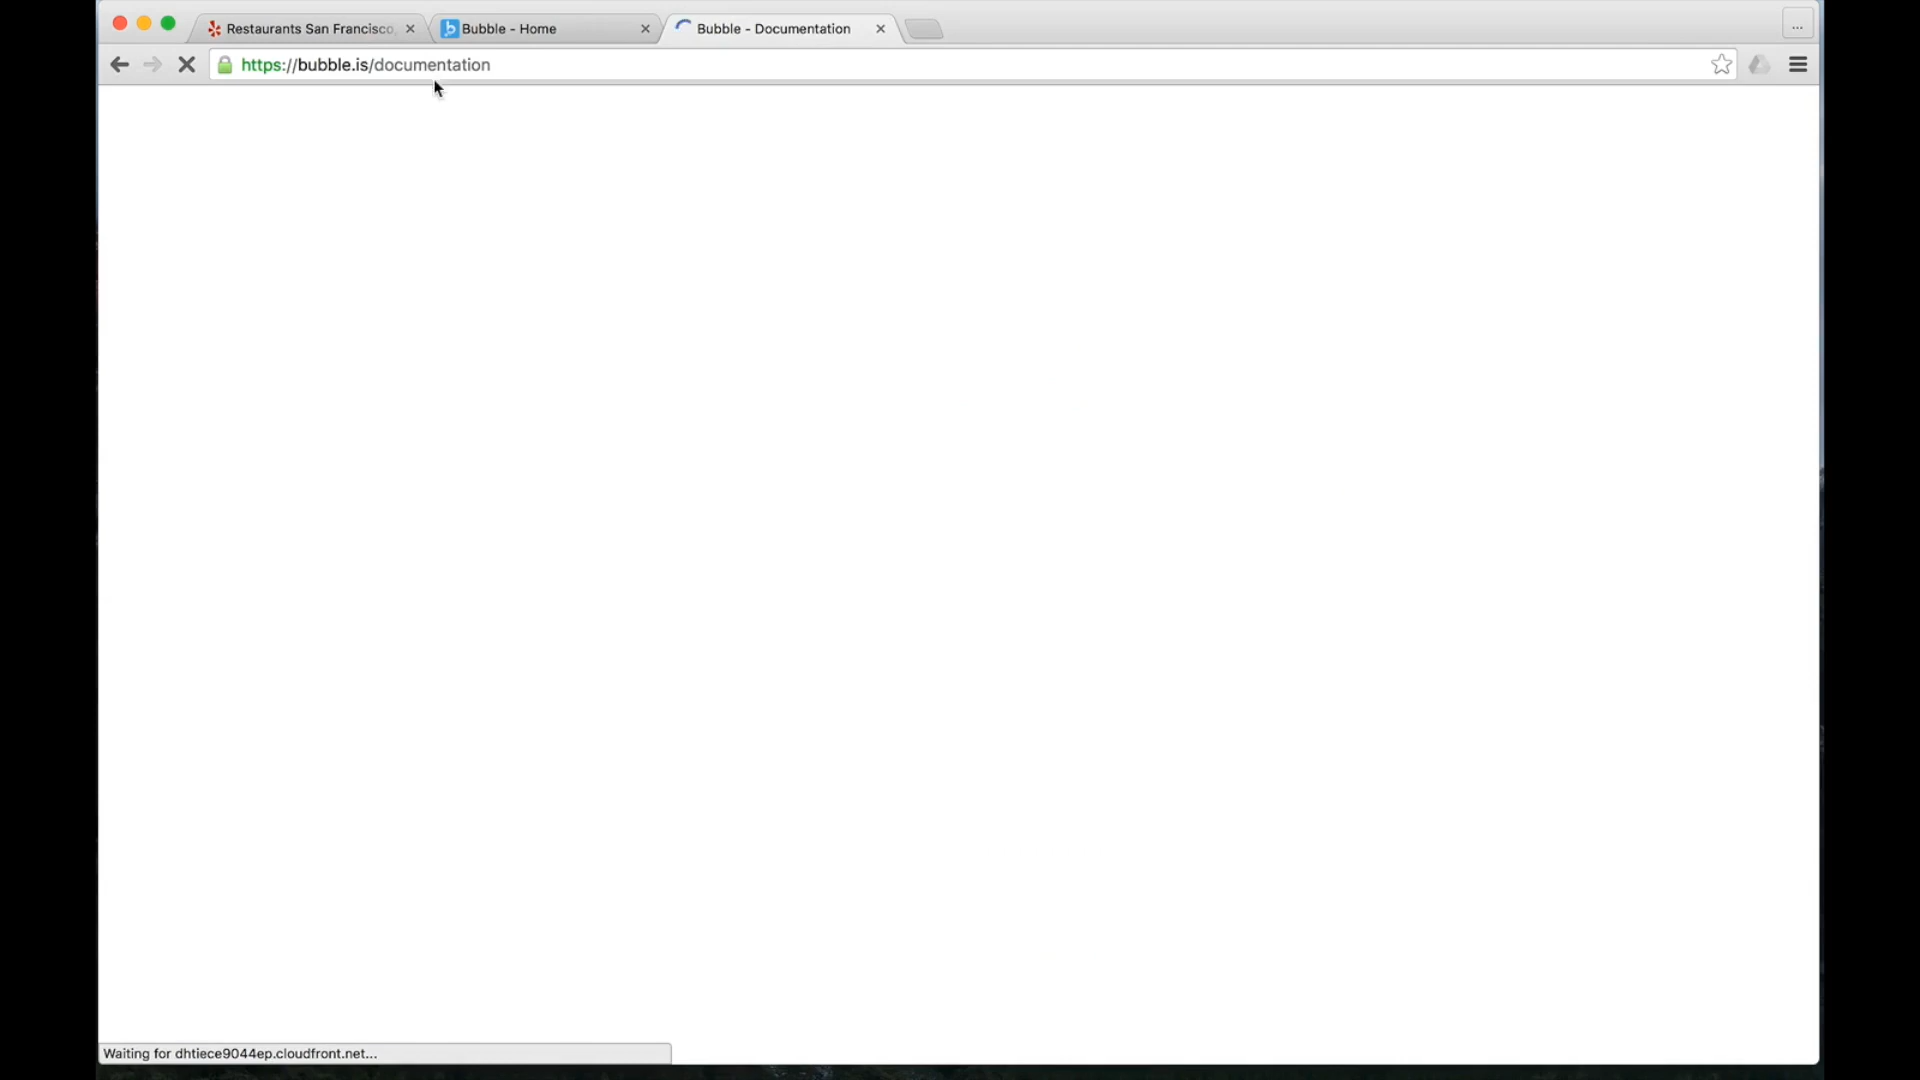 Restaurants San Francisco,
Bubble - Home
Bubble - Documentation
https://bubble.is/documentation
Waiting for dhtiece9044ep.cloudfront.net...